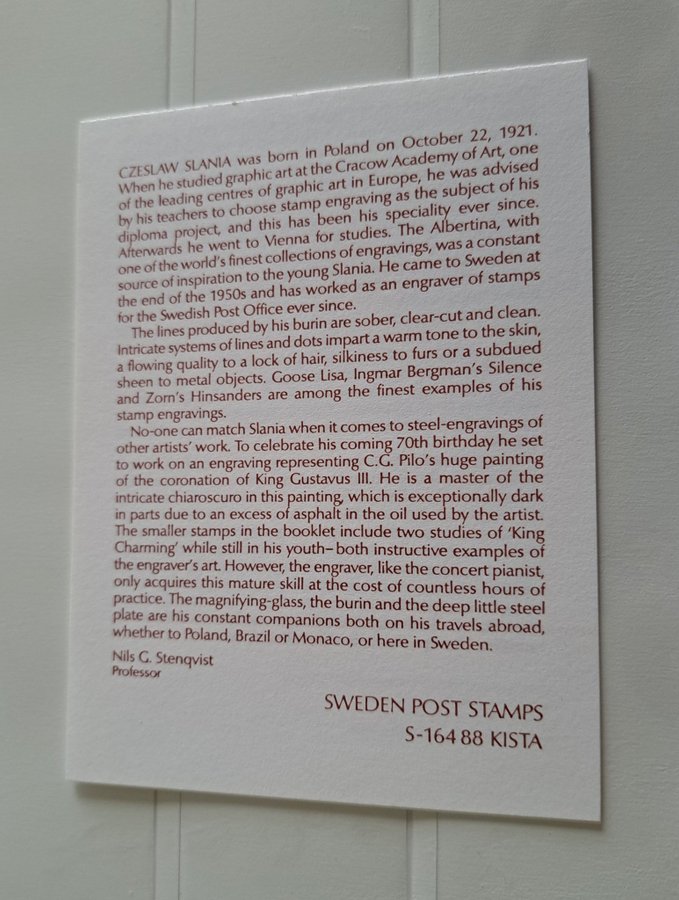 CZESLAW SLANIA was born in Poland on October 22, 1921.
When he studied graphic art at the Cracow Academy of Art, one
of the leading centres of graphic art in Europe, he was advised
by his teachers to choose stamp engraving as the subject of his
diploma project, and this has been his speciality ever since.
Afterwards he went to Vienna for studies. The Albertina, with
one of the world's finest collections of engravings, was a constant
source of inspiration to the young Slania. He came to Sweden at
the end of the 1950s and has worked as an engraver of stamps
for the Swedish Post Office ever since.
The lines produced by his burin are sober, clear-cut and clean.
Intricate systems of lines and dots impart a warm tone to the skin,
a flowing quality to a lock of hair, silkiness to furs or a subdued
sheen to metal objects. Goose Lisa, Ingmar Bergman's Silence
and Zorn's Hinsanders are among the finest examples of his
stamp engravings.
No-one can match Slania when it comes to steel-engravings of
other artists' work. To celebrate his coming 70th birthday he set
to work on an engraving representing C.G. Pilo's huge painting
of the coronation of King Gustavus III. He is a master of the
intricate chiaroscuro in this painting, which is exceptionally dark
in parts due to an excess of asphalt in the oil used by the artist.
The smaller stamps in the booklet include two studies of 'King
Charming' while still in his youth–both instructive examples of
the engraver's art. However, the engraver, like the concert pianist,
only acquires this mature skill at the cost of countless hours of
practice. The magnifying-glass, the burin and the deep little steel
plate are his constant companions both on his travels abroad,
whether to Poland, Brazil or Monaco, or here in Sweden.
Nils G. Stenqvist
Professor
SWEDEN POST STAMPS
S-164 88 KISTA